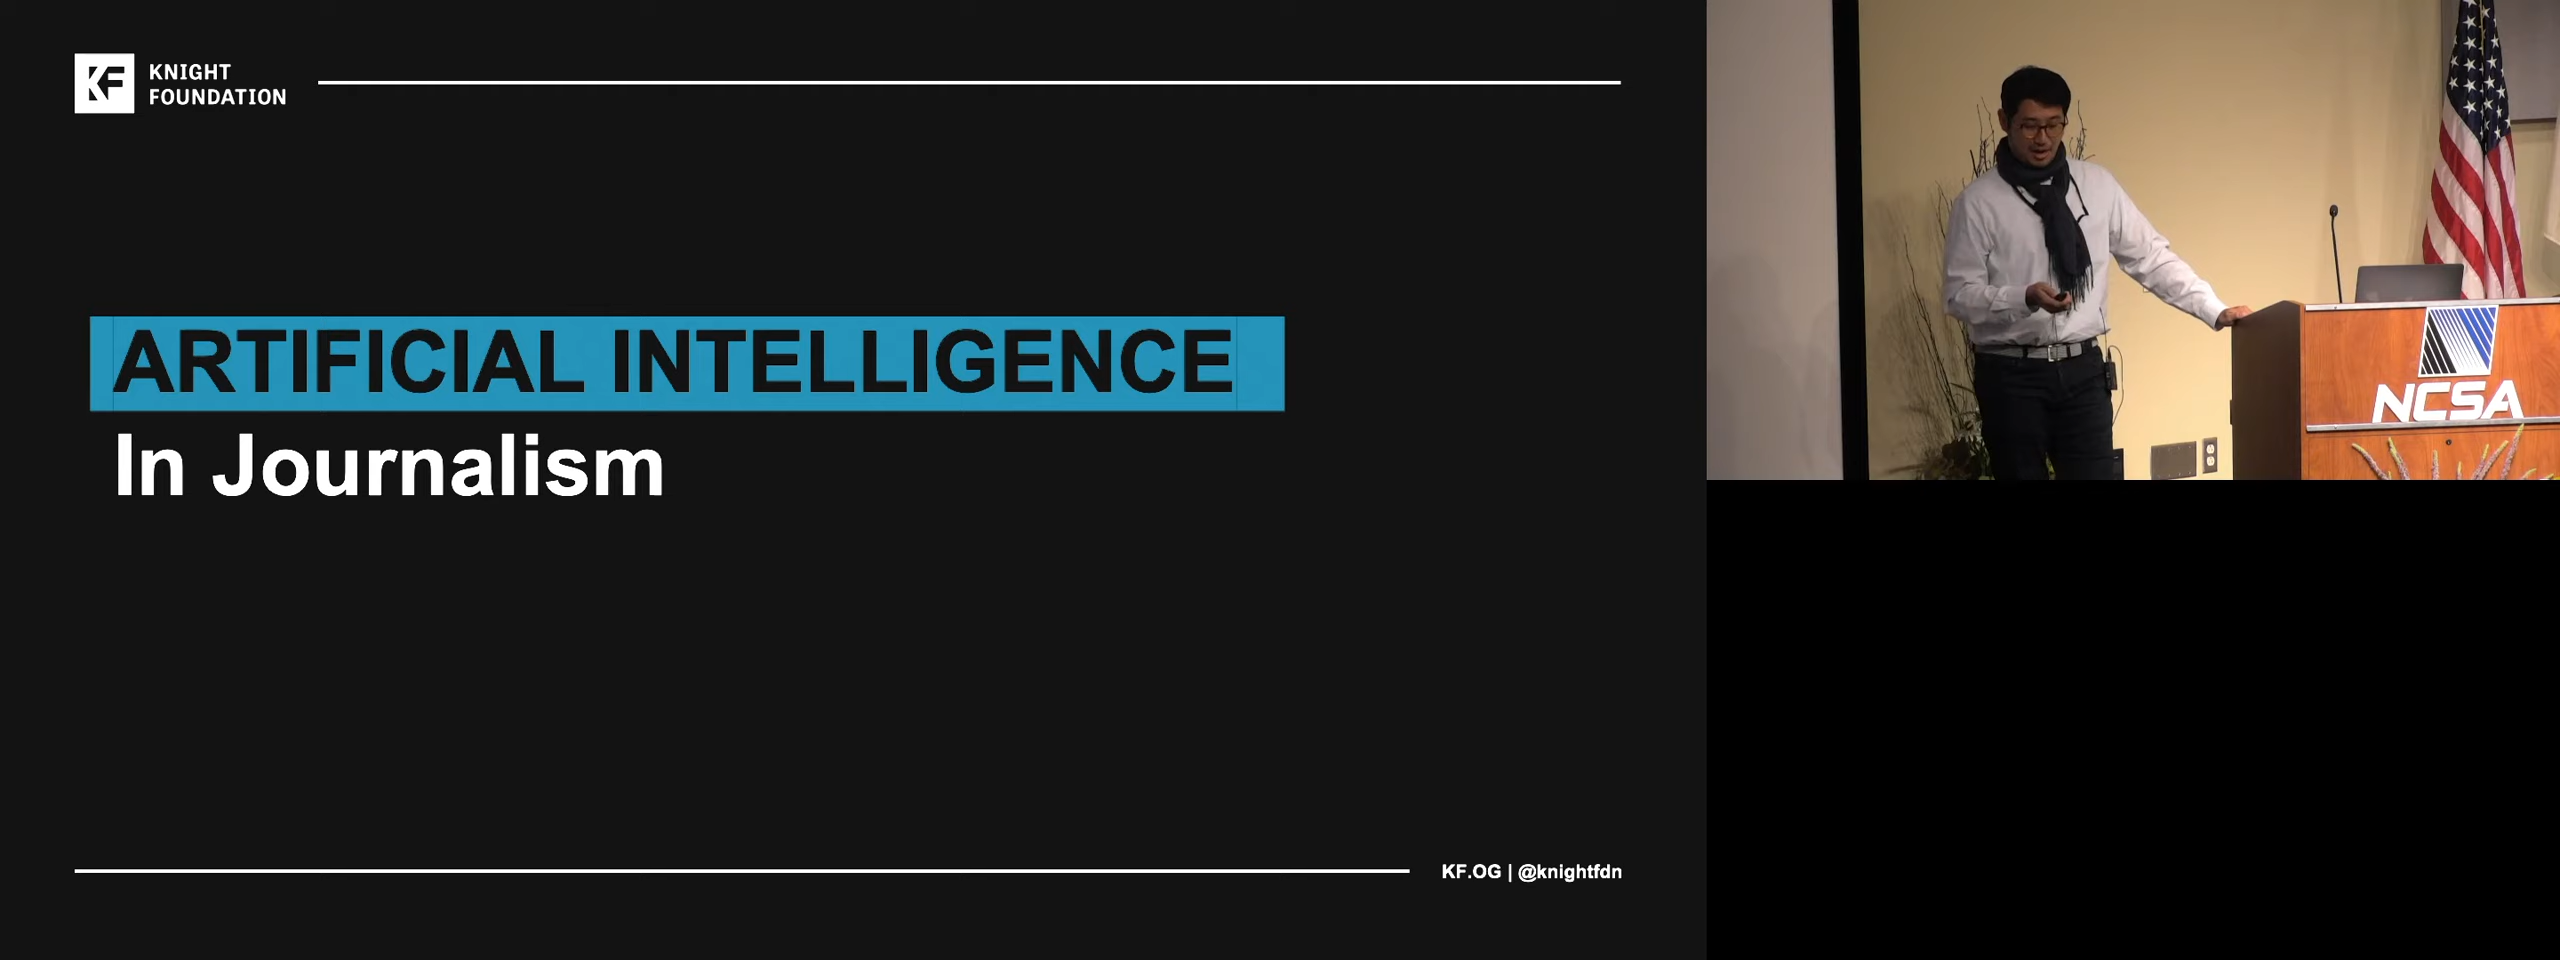 KF
KNIGHT
FOUNDATION
ARTIFICIAL INTELLIGENCE
In Journalism
KF.OG | @knightfdn
NCSA